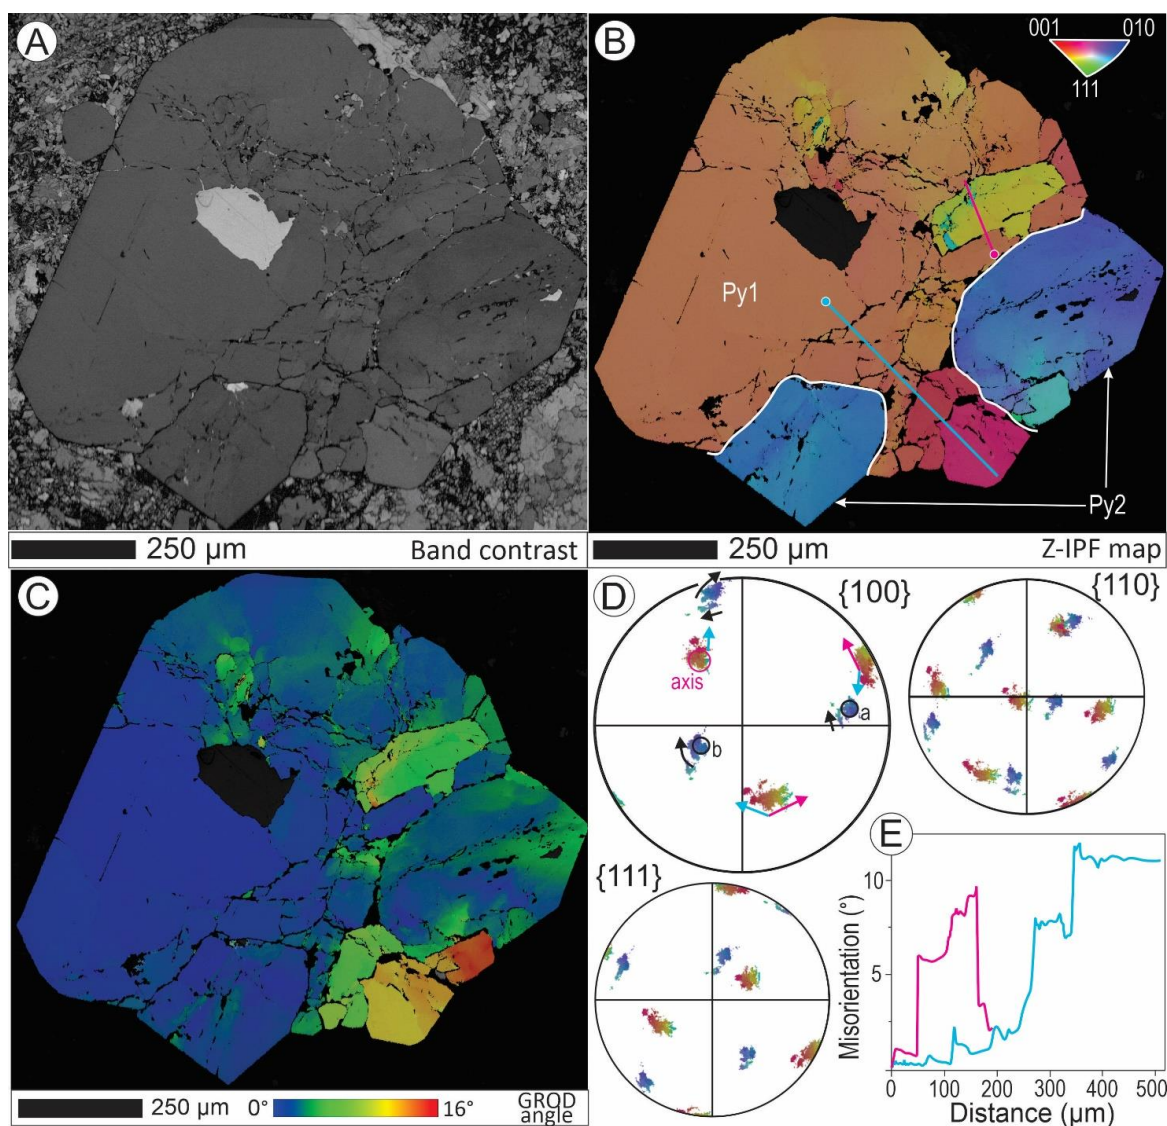 A
B
001 010
111
Py1
Py2
250 µm Band contrast
250 µm Z-IPF map
C
D
{100}
{110}
axis
a
b
{111}
E
10
5
0 100 200 300 400 500
Misorientation (°)
Distance (µm)
250 µm 0° 16° GROD
angle